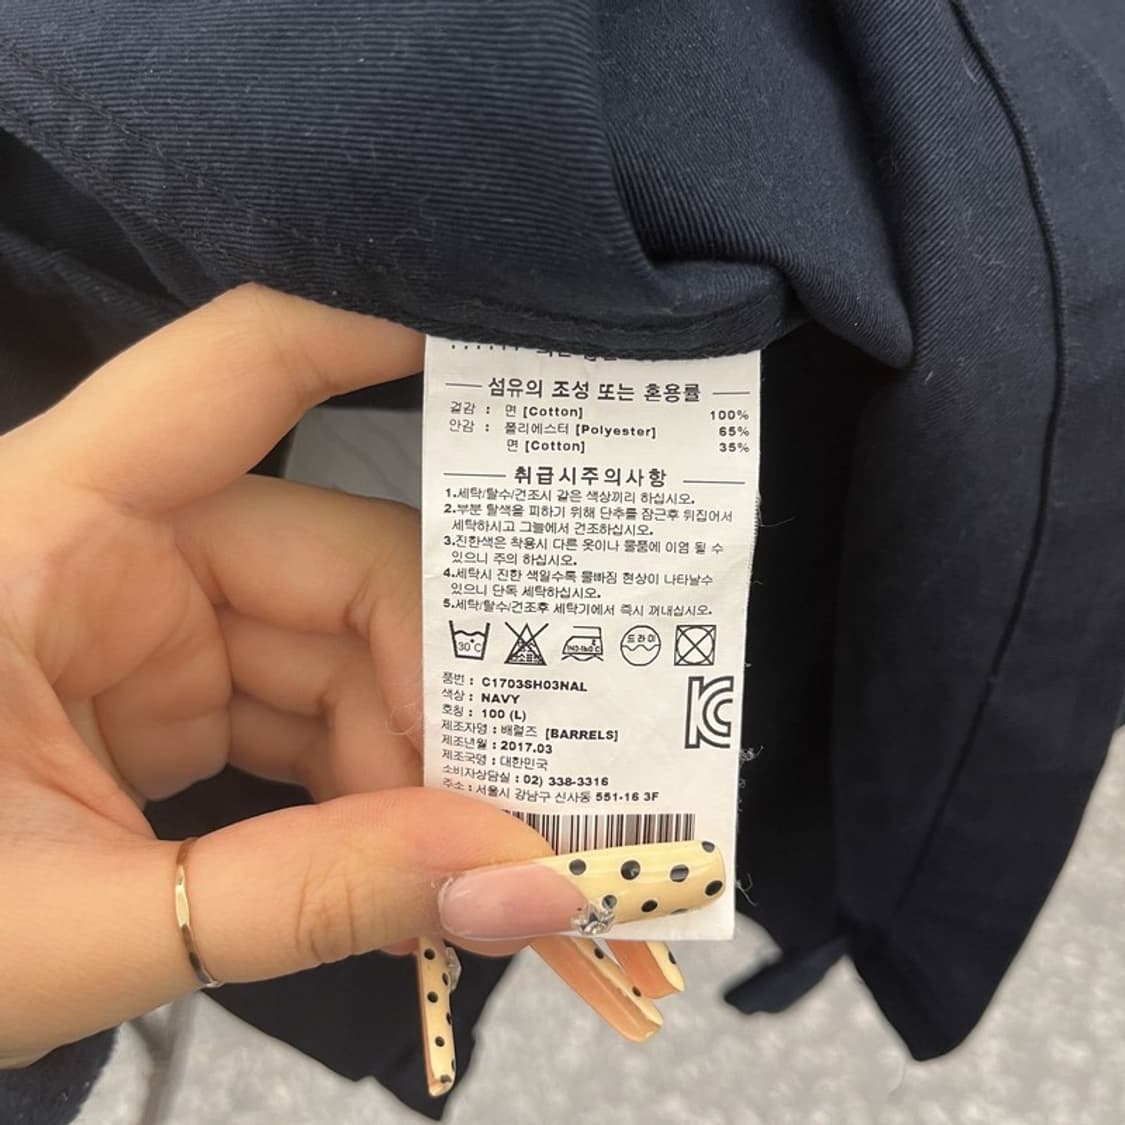 섬유의 조성 또는 혼용률
겉감 : 면 [Cotton] 100%
안감 : 폴리에스터 [Polyester] 65%
면 [Cotton] 35%
취급시주의사항
1.세탁/탈수/건조시 같은 색상끼리 하십시오.
2.부분 탈색을 피하기 위해 단추를 잠근후 뒤집어서
세탁하시고 그늘에서 건조하십시오.
3.진한색은 착용시 다른 옷이나 물품에 이염 될 수
있으니 주의 하십시오.
4.세탁시 진한 색일수록 물빠짐 현상이 나타날수
있으니 단독 세탁하십시오.
5.세탁/탈수/건조후 세탁기에서 즉시 꺼내십시오.
30°C 염소표백 140-160°C 드라이
품번 : C1703SH03NAL
색상 : NAVY
호칭 : 100 (L)
제조자명 : 배럴즈 [BARRELS]
제조년월 : 2017.03
제조국명 : 대한민국
소비자상담실 : 02) 338-3316
주소 : 서울시 강남구 신사동 551-16 3F
KC